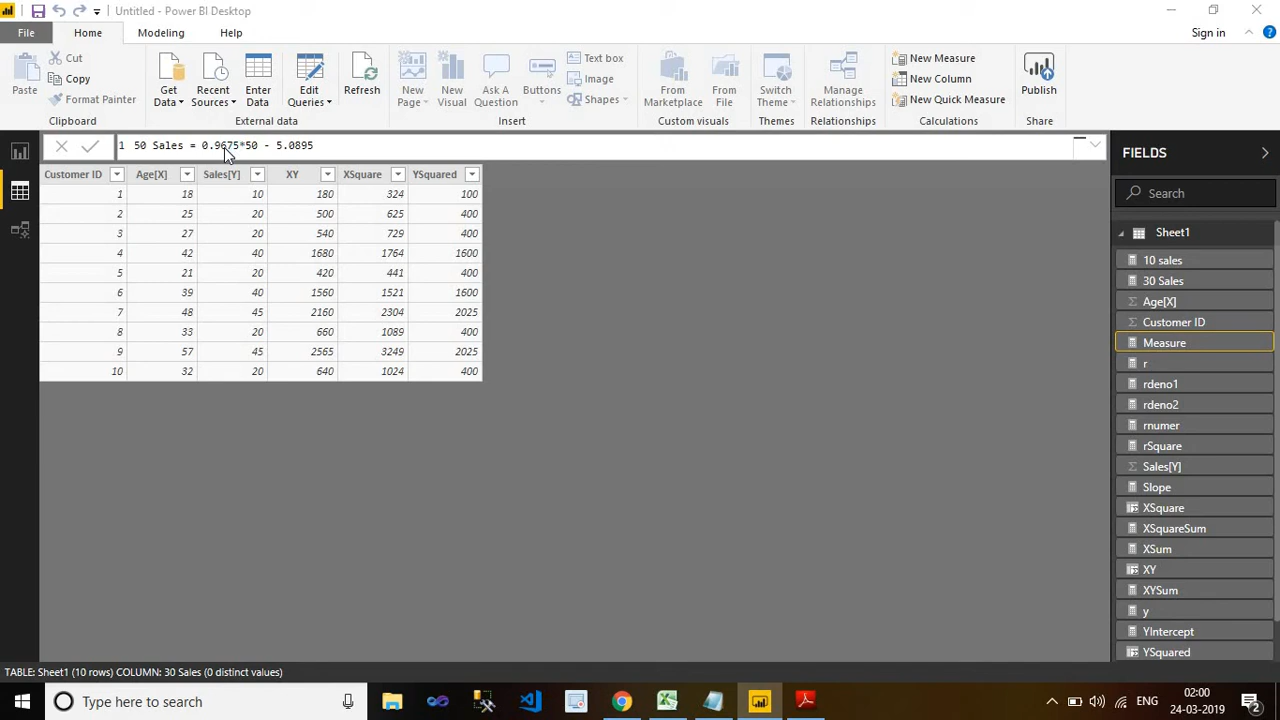 Untitled - Power BI Desktop
File
Home
Modeling
Help
Sign in
Paste
Cut
Copy
Format Painter
Clipboard
Get Data
Recent Sources
Enter Data
Edit Queries
Refresh
External data
New Page
New Visual
Ask A Question
Buttons
Text box
Image
Shapes
Insert
From Marketplace
From File
Custom visuals
Switch Theme
Themes
Manage Relationships
Relationships
New Measure
New Column
New Quick Measure
Calculations
Publish
Share
1 50 Sales = 0.9675*50 - 5.0895
Customer ID Age[X] Sales[Y] XY XSquare YSquared
1 18 10 180 324 100
2 25 20 500 625 400
3 27 20 540 729 400
4 42 40 1680 1764 1600
5 21 20 420 441 400
6 39 40 1560 1521 1600
7 48 45 2160 2304 2025
8 33 20 660 1089 400
9 57 45 2565 3249 2025
10 32 20 640 1024 400
FIELDS
Search
Sheet1
10 sales
30 Sales
Age[X]
Customer ID
Measure
r
rdeno1
rdeno2
rnumer
rSquare
Sales[Y]
Slope
XSquare
XSquareSum
XSum
XY
XYSum
y
YIntercept
YSquared
TABLE: Sheet1 (10 rows) COLUMN: 30 Sales (0 distinct values)
Type here to search
ENG
02:00
24-03-2019
2